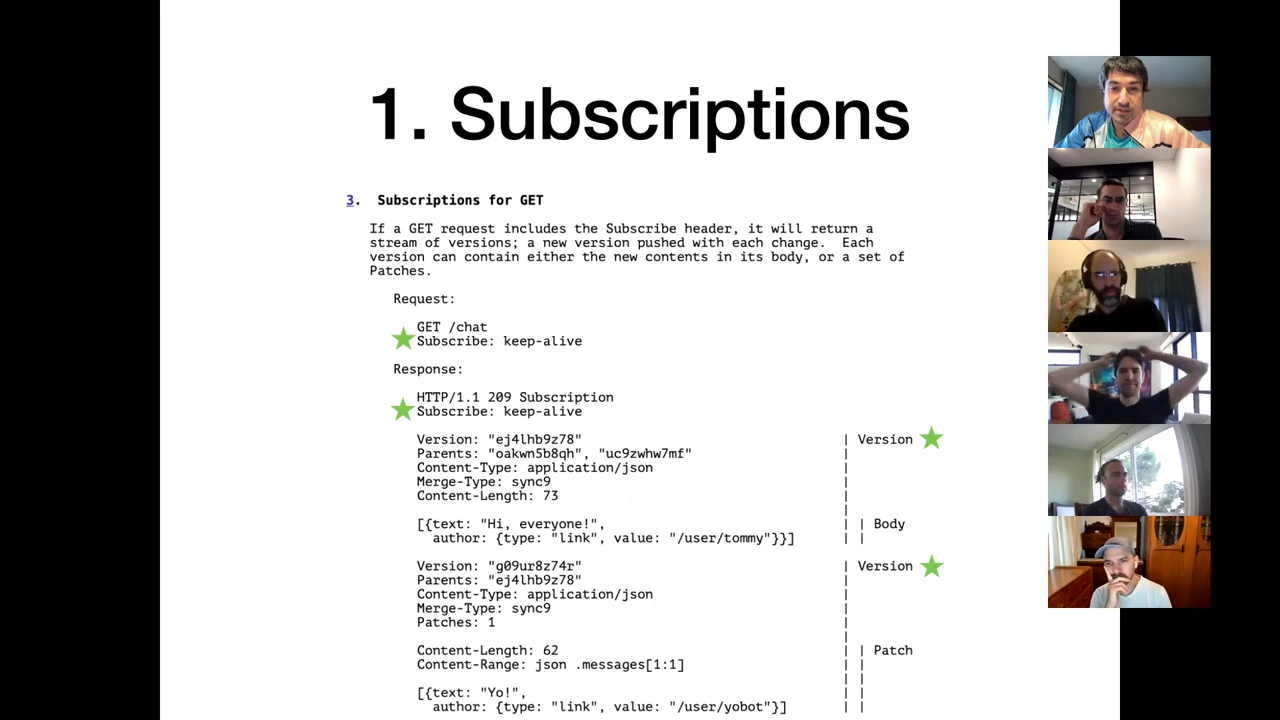 1. Subscriptions
3. Subscriptions for GET
If a GET request includes the Subscribe header, it will return a
stream of versions; a new version pushed with each change. Each
version can contain either the new contents in its body, or a set of
Patches.
Request:
GET /chat
Subscribe: keep-alive
Response:
HTTP/1.1 209 Subscription
Subscribe: keep-alive
Version: "ej4lhb9z78" | Version
Parents: "oakwn5b8qh", "uc9zwhw7mf" |
Content-Type: application/json |
Merge-Type: sync9 |
Content-Length: 73 |
|
[{text: "Hi, everyone!", | | Body
author: {type: "link", value: "/user/tommy"}}] | |
Version: "g09ur8z74r" | Version
Parents: "ej4lhb9z78" |
Content-Type: application/json |
Merge-Type: sync9 |
Patches: 1 |
|
Content-Length: 62 | | Patch
Content-Range: json .messages[1:1] | |
| |
[{text: "Yo!", | |
author: {type: "link", value: "/user/yobot"}] | |